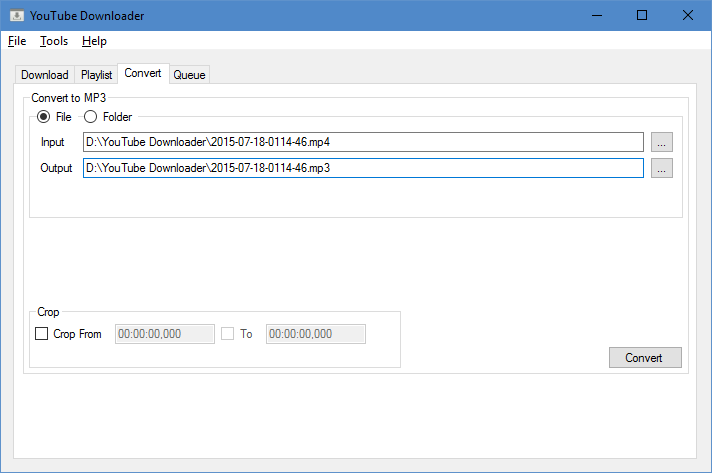 YouTube Downloader
File Tools Help
Download Playlist Convert Queue
Convert to MP3
File Folder
Input D:\YouTube Downloader\2015-07-18-0114-46.mp4 ...
Output D:\YouTube Downloader\2015-07-18-0114-46.mp3 ...
Crop
Crop From 00:00:00,000 To 00:00:00,000
Convert